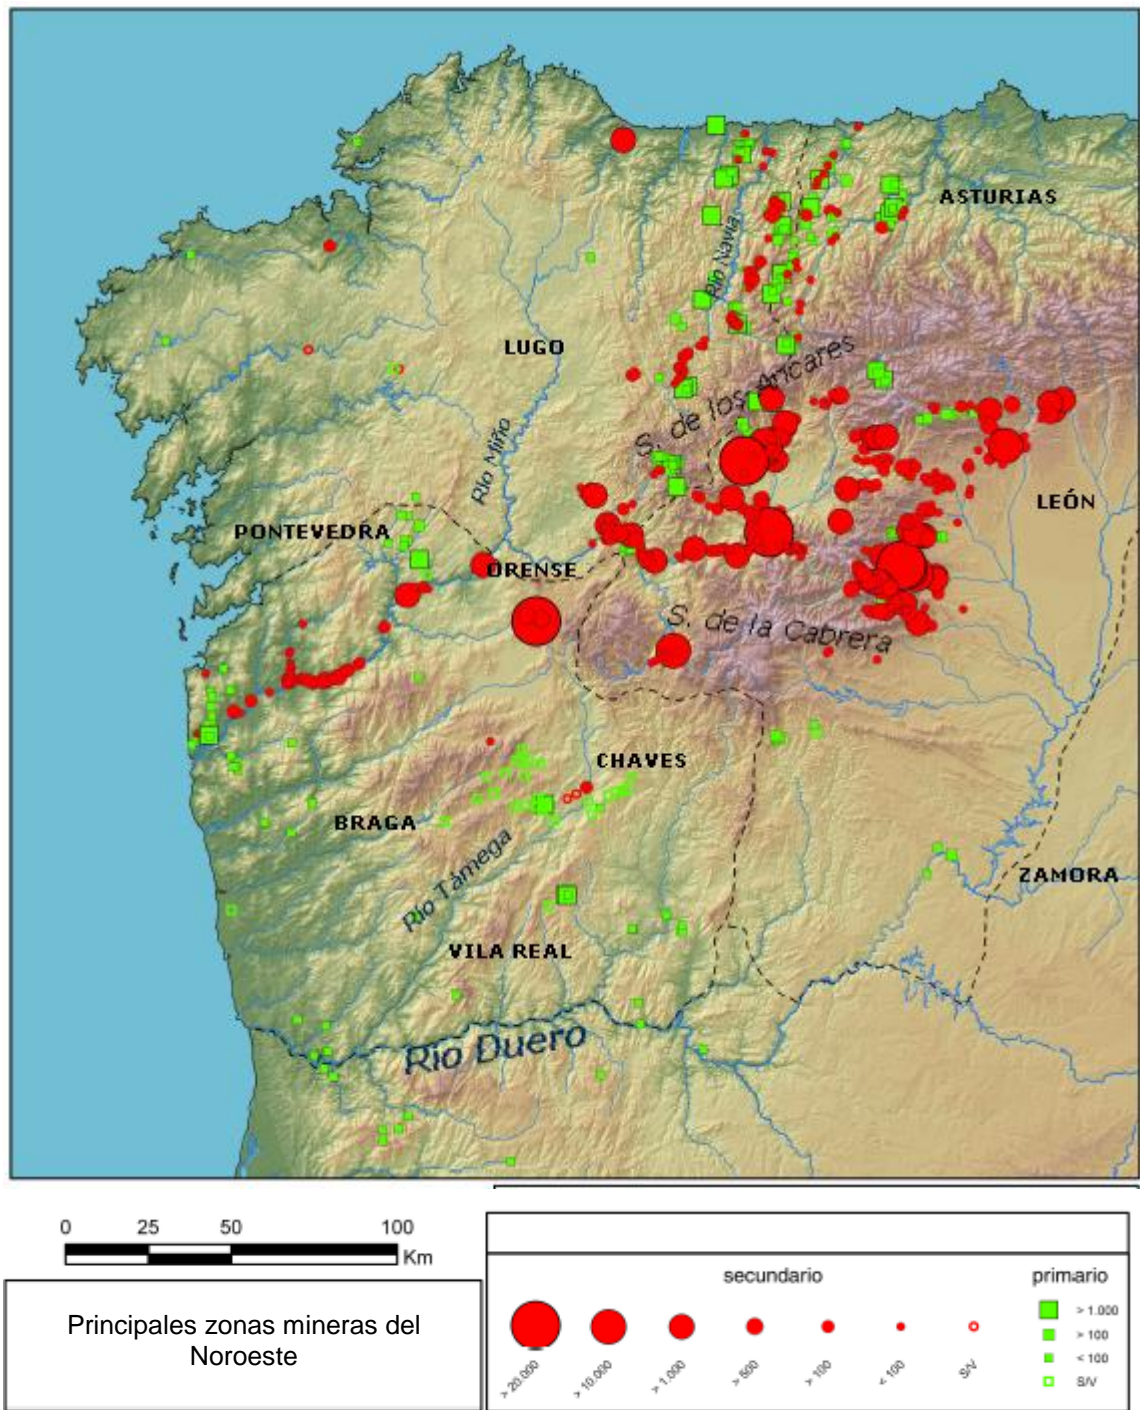 ASTURIAS
Río Navia
LUGO
S. de los Ancares
Río Miño
LEÓN
PONTEVEDRA
ORENSE
S. de la Cabrera
CHAVES
BRAGA
Río Támega
ZAMORA
VILA REAL
Río Duero
0 25 50 100
Km
Principales zonas mineras del
Noroeste
secundario
> 20.000
> 10.000
> 1.000
> 500
> 100
< 100
S/V
primario
> 1.000
> 100
< 100
S/V